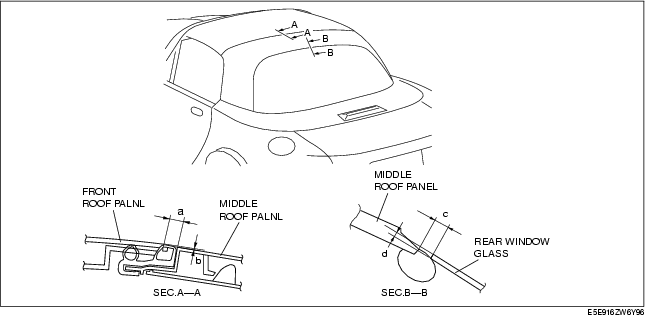 A
A
B
B
FRONT
ROOF PALNL
a
MIDDLE
ROOF PALNL
b
SEC.A—A
MIDDLE
ROOF PANEL
c
d
REAR WINDOW
GLASS
SEC.B—B
E5E916ZW6Y96